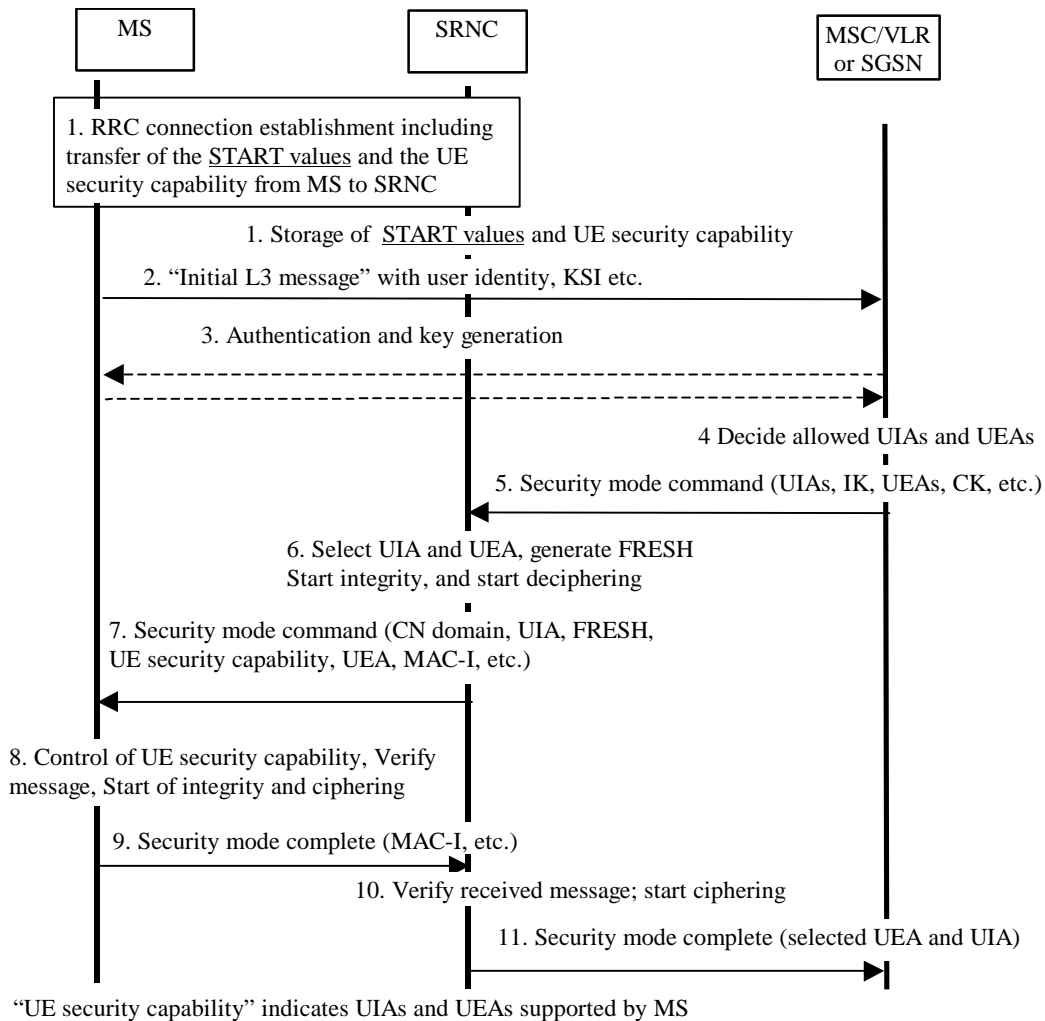 MS
SRNC
MSC/VLR
or SGSN
1. RRC connection establishment including
transfer of the START values and the UE
security capability from MS to SRNC
1. Storage of START values and UE security capability
2. “Initial L3 message” with user identity, KSI etc.
3. Authentication and key generation
4 Decide allowed UIAs and UEAs
5. Security mode command (UIAs, IK, UEAs, CK, etc.)
6. Select UIA and UEA, generate FRESH
Start integrity, and start deciphering
7. Security mode command (CN domain, UIA, FRESH,
UE security capability, UEA, MAC-I, etc.)
8. Control of UE security capability, Verify
message, Start of integrity and ciphering
9. Security mode complete (MAC-I, etc.)
10. Verify received message; start ciphering
11. Security mode complete (selected UEA and UIA)
“UE security capability” indicates UIAs and UEAs supported by MS